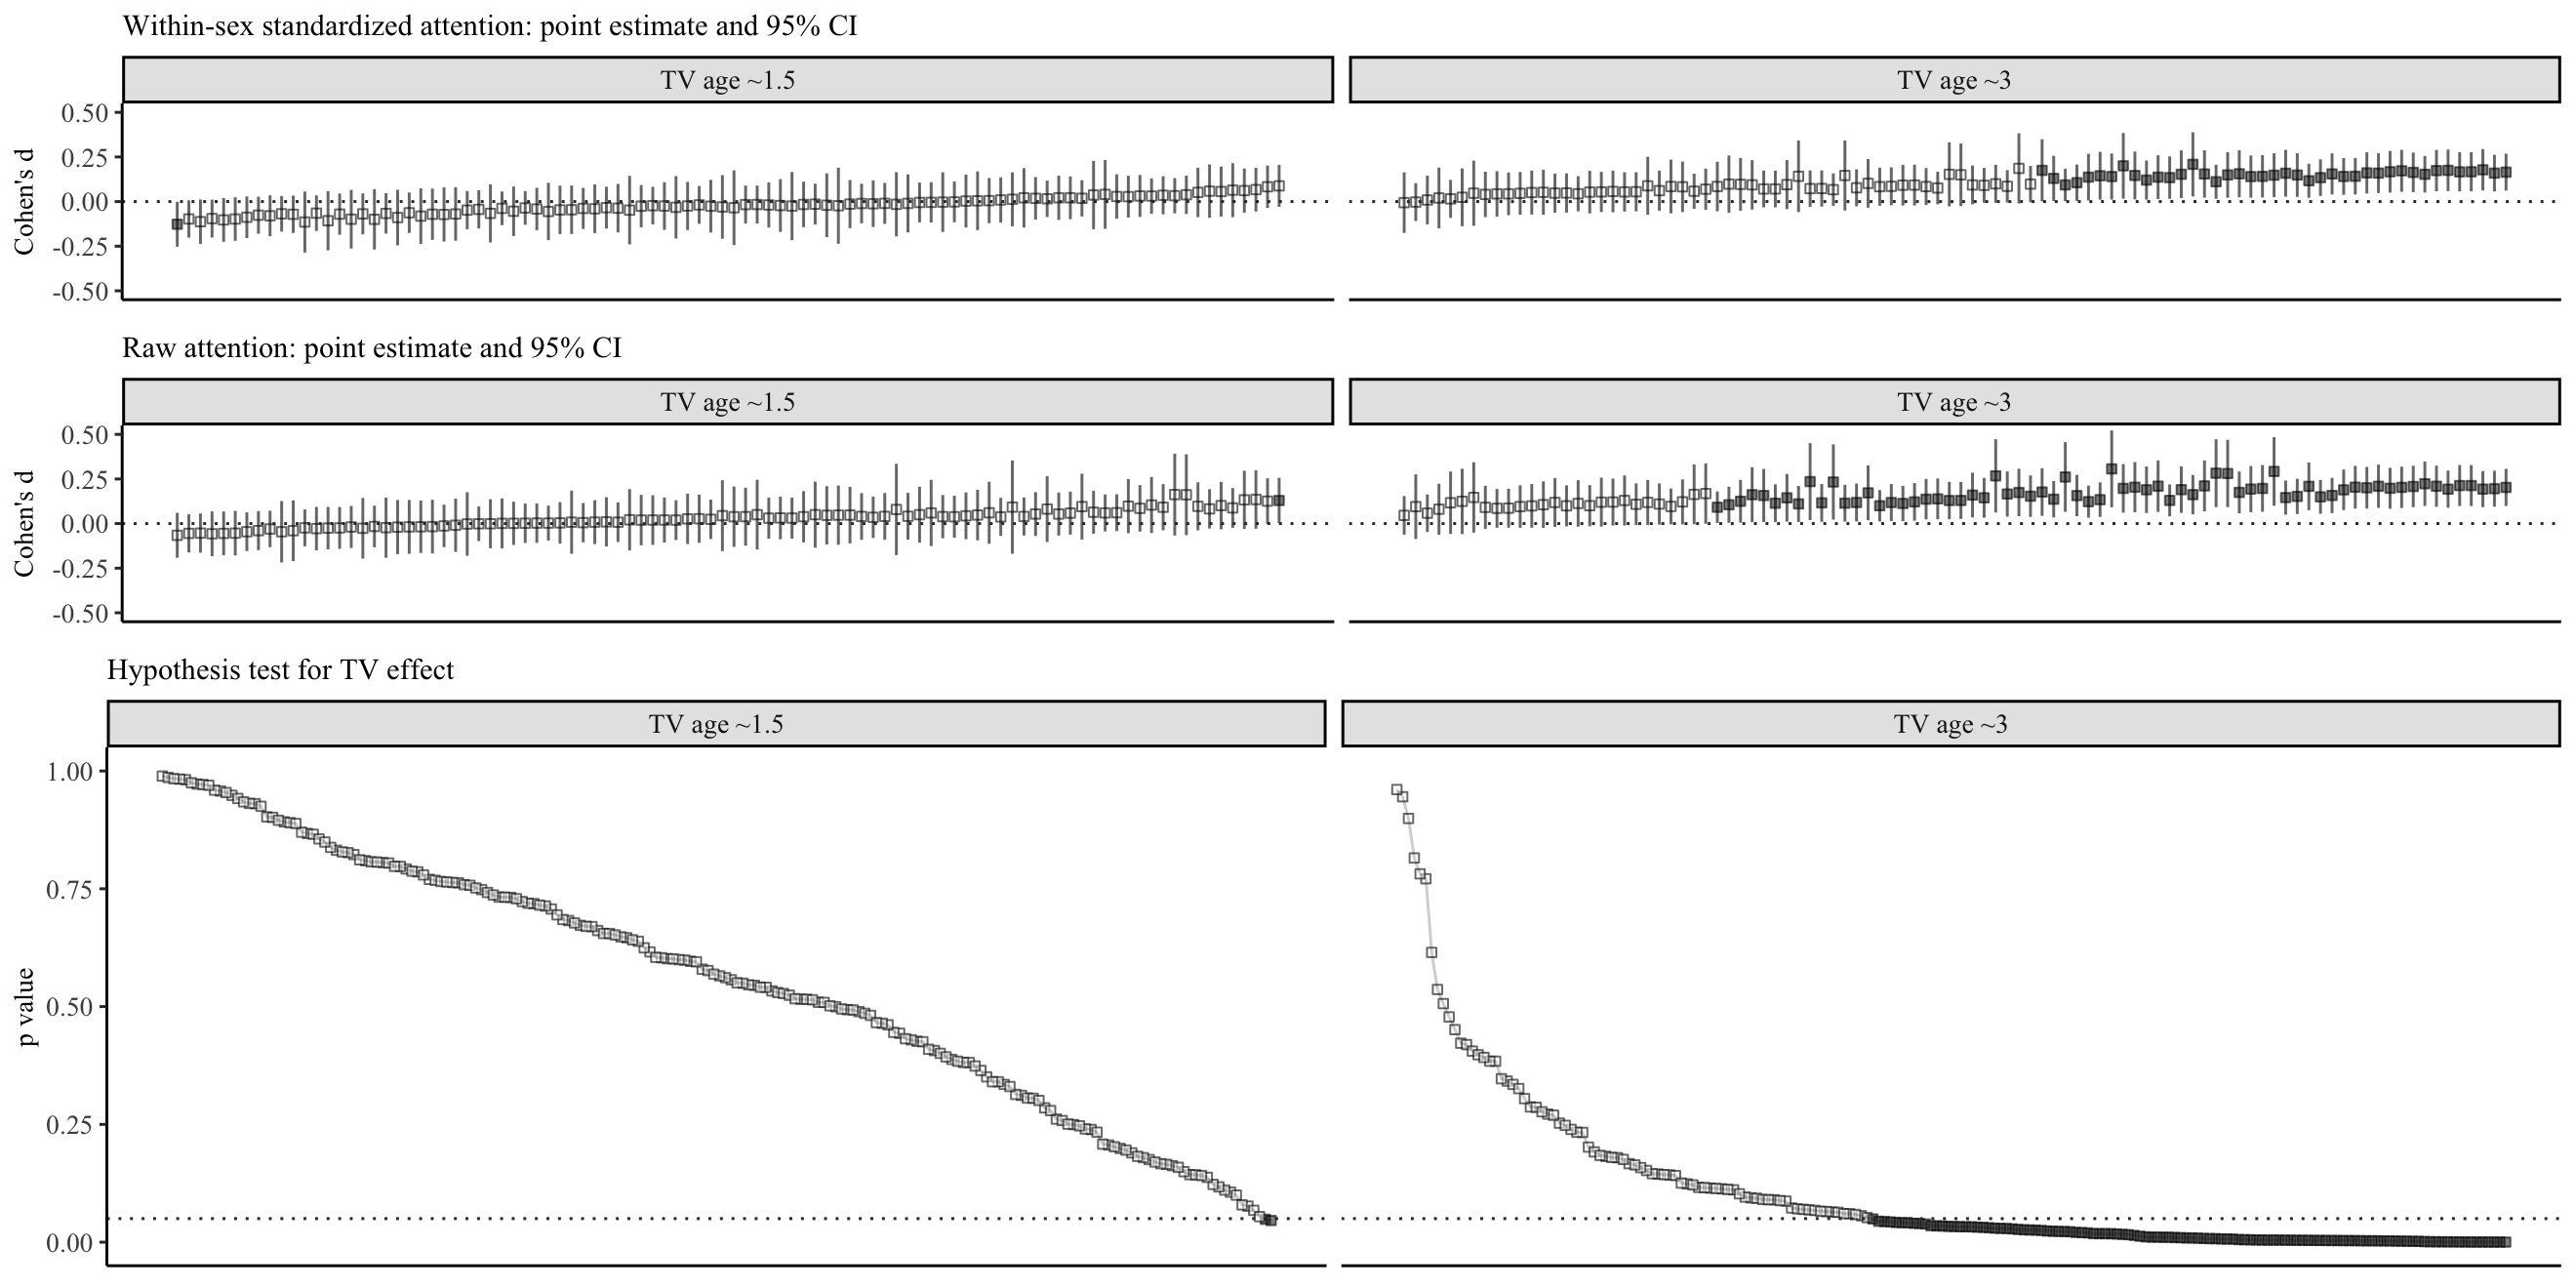 Within-sex standardized attention: point estimate and 95% CI
TV age ~1.5
TV age ~3
Cohen's d
0.50
0.25
0.00
-0.25
-0.50
Raw attention: point estimate and 95% CI
TV age ~1.5
TV age ~3
Cohen's d
0.50
0.25
0.00
-0.25
-0.50
Hypothesis test for TV effect
TV age ~1.5
TV age ~3
p value
1.00
0.75
0.50
0.25
0.00